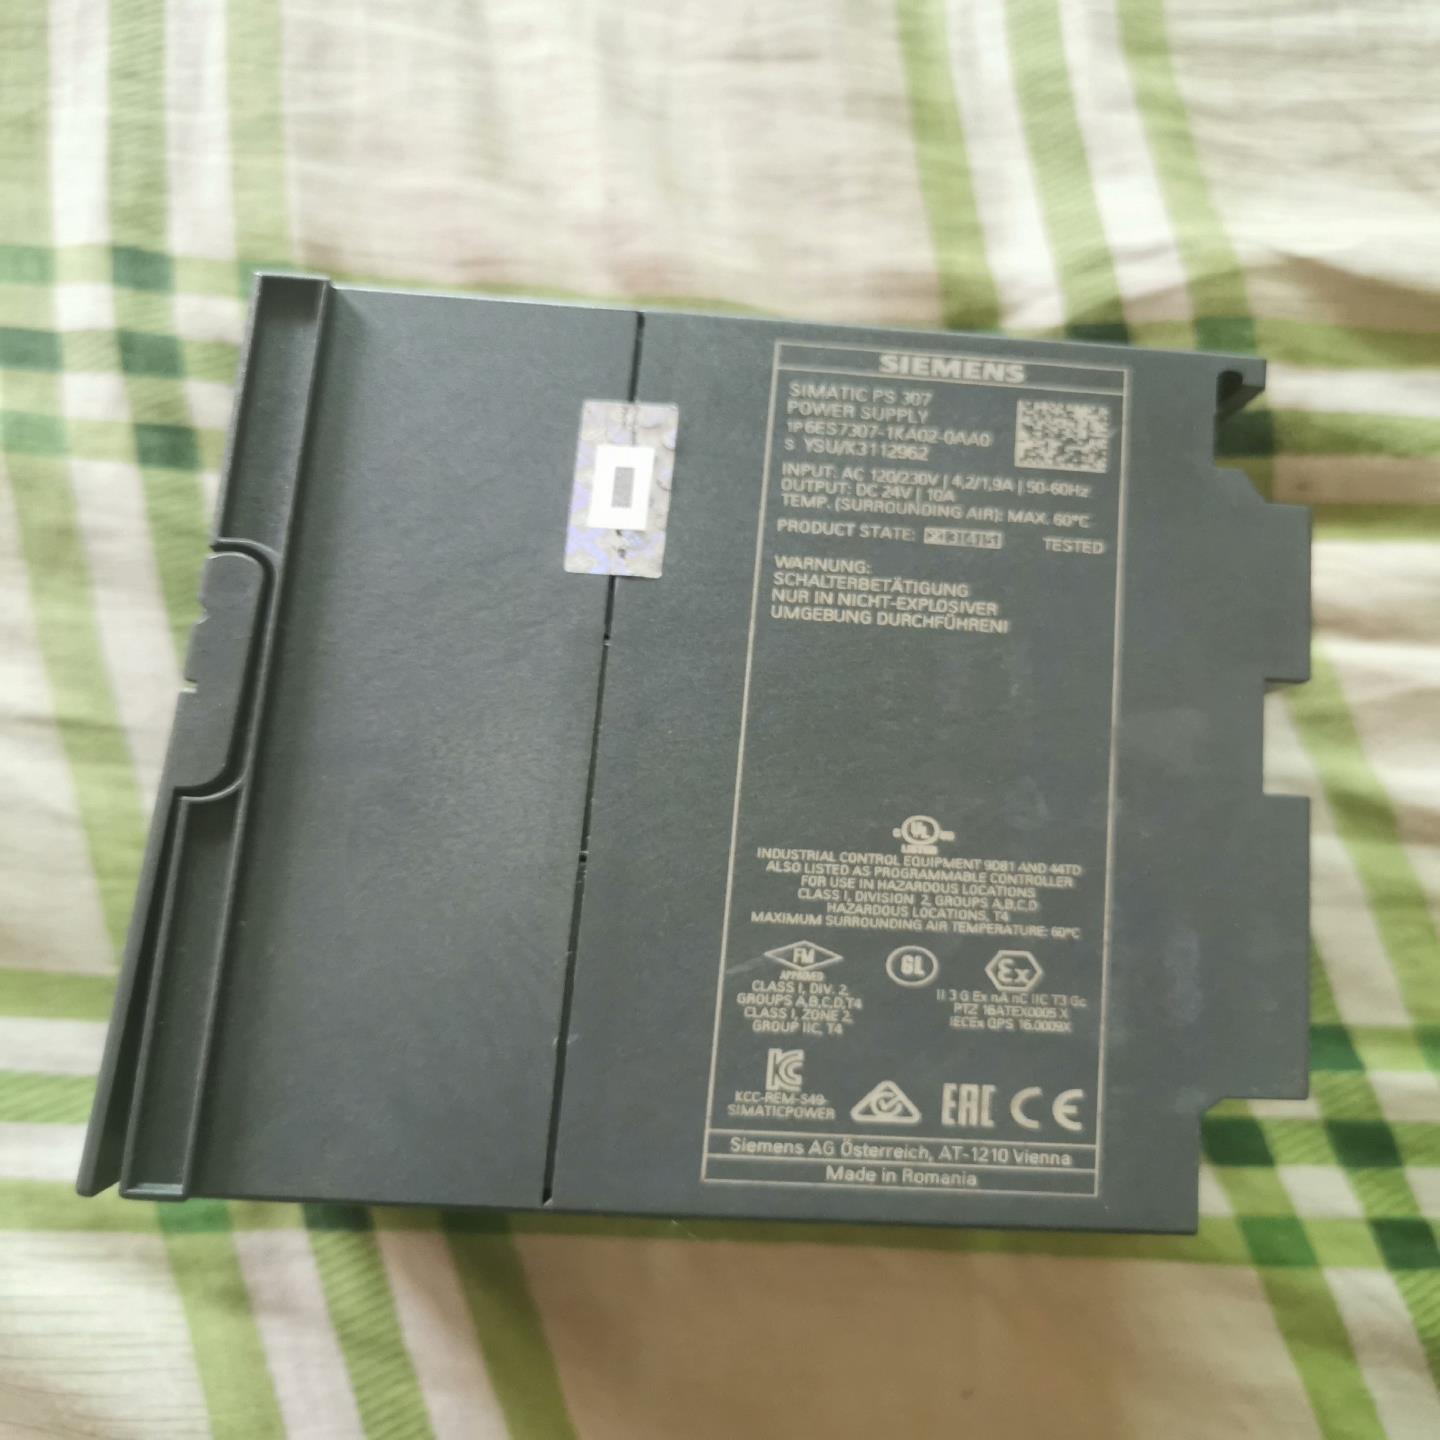 SIEMENS
SIMATIC PS 307
POWER SUPPLY
1P 6ES7307-1KA02-0AA0
S YSU/K3112962
INPUT: AC 120/230V | 4,2/1,9A | 50-60Hz
OUTPUT: DC 24V | 10A
TEMP. (SURROUNDING AIR): MAX. 60°C
PRODUCT STATE: TESTED
WARNUNG:
SCHALTERBETÄTIGUNG
NUR IN NICHT-EXPLOSIVER
UMGEBUNG DURCHFÜHREN!
UL
LISTED
INDUSTRIAL CONTROL EQUIPMENT 9DB1 AND 44TD
ALSO LISTED AS PROGRAMMABLE CONTROLLER
FOR USE IN HAZARDOUS LOCATIONS
CLASS I, DIVISION 2, GROUPS A,B,C,D
HAZARDOUS LOCATIONS, T4
MAXIMUM SURROUNDING AIR TEMPERATURE: 60°C
FM
APPROVED
CLASS I, DIV. 2,
GROUPS A,B,C,D,T4
CLASS I, ZONE 2,
GROUP IIC, T4
GL
Ex
II 3 G Ex nA nC IIC T3 Gc
PTZ 16ATEX0005 X
IECEx QPS 16.0009X
KC
KCC-REM-S49-
SIMATICPOWER
EAC CE
Siemens AG Österreich, AT-1210 Vienna
Made in Romania